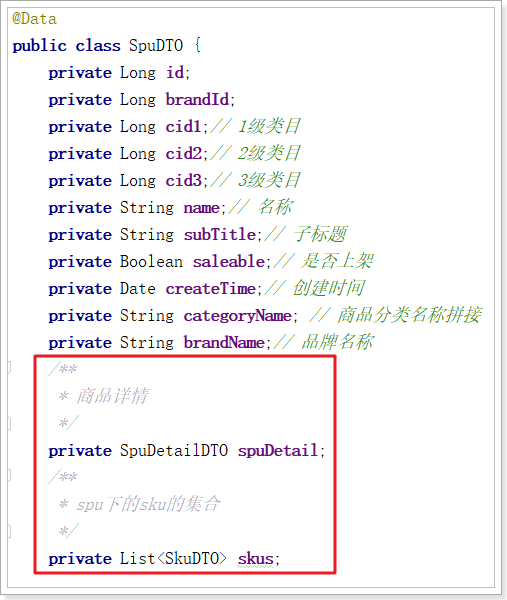 @Data
public class SpuDTO {
    private Long id;
    private Long brandId;
    private Long cid1;// 1级类目
    private Long cid2;// 2级类目
    private Long cid3;// 3级类目
    private String name;// 名称
    private String subTitle;// 子标题
    private Boolean saleable;// 是否上架
    private Date createTime;// 创建时间
    private String categoryName; // 商品分类名称拼接
    private String brandName;// 品牌名称
    /**
     * 商品详情
     */
    private SpuDetailDTO spuDetail;
    /**
     * spu下的sku的集合
     */
    private List<SkuDTO> skus;